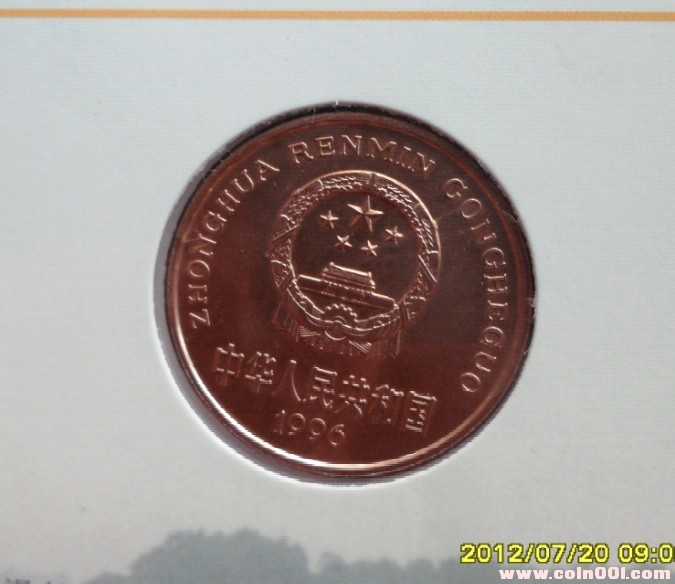 ZHONGHUA RENMIN GONGHEGUO
中华人民共和国
1996
2012/07/20 09:0
www.coin001.com